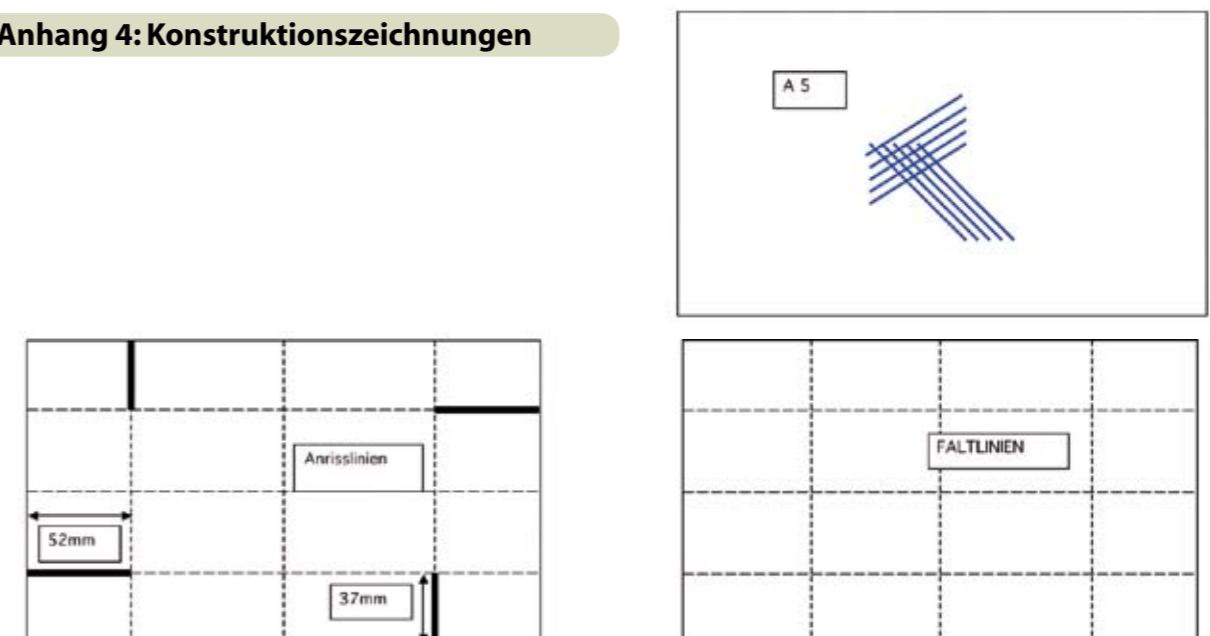 Anhang 4: Konstruktionszeichnungen
A 5
Anrisslinien
FALTLINIEN
52mm
37mm